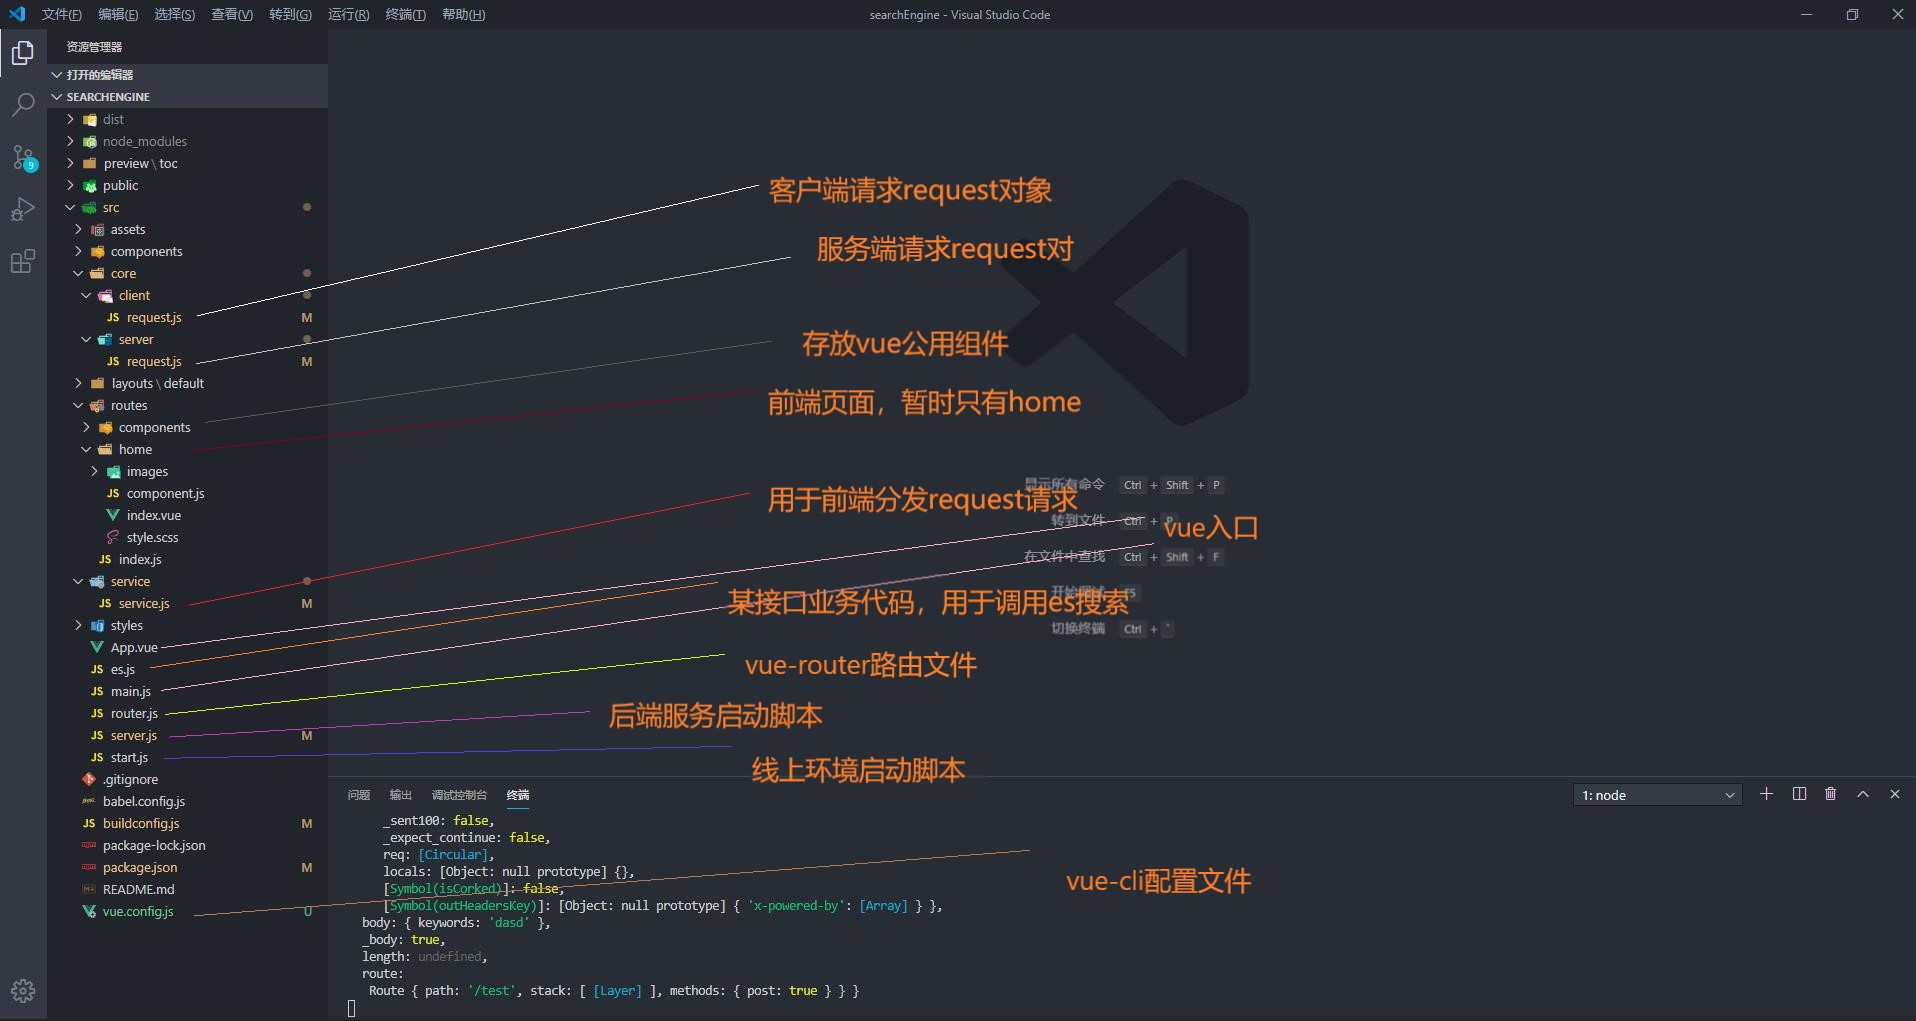 文件(F) 编辑(E) 选择(S) 查看(V) 转到(G) 运行(R) 终端(T) 帮助(H)
searchEngine - Visual Studio Code
资源管理器
打开的编辑器
SEARCHENGINE
dist
node_modules
preview \ toc
public
src
assets
components
core
client
JS request.js M
server
JS request.js M
layouts \ default
routes
components
home
images
JS component.js
index.vue
style.scss
JS index.js
service
JS service.js M
styles
App.vue
JS es.js
JS main.js
JS router.js
JS server.js M
JS start.js
.gitignore
babel.config.js
JS buildconfig.js M
package-lock.json
package.json M
README.md
vue.config.js U
9
客户端请求request对象
服务端请求request对
存放vue公用组件
前端页面，暂时只有home
用于前端分发request请求
vue入口
某接口业务代码，用于调用es搜索
vue-router路由文件
后端服务启动脚本
线上环境启动脚本
vue-cli配置文件
显示所有命令 Ctrl + Shift + P
转到文件 Ctrl + P
在文件中查找 Ctrl + Shift + F
开始调试 F5
切换终端 Ctrl + `
问题 输出 调试控制台 终端
1: node
_sent100: false,
_expect_continue: false,
req: [Circular],
locals: [Object: null prototype] {},
[Symbol(isCorked)]: false,
[Symbol(outHeadersKey)]: [Object: null prototype] { 'x-powered-by': [Array] } },
body: { keywords: 'dasd' },
_body: true,
length: undefined,
route:
Route { path: '/test', stack: [ [Layer] ], methods: { post: true } } }